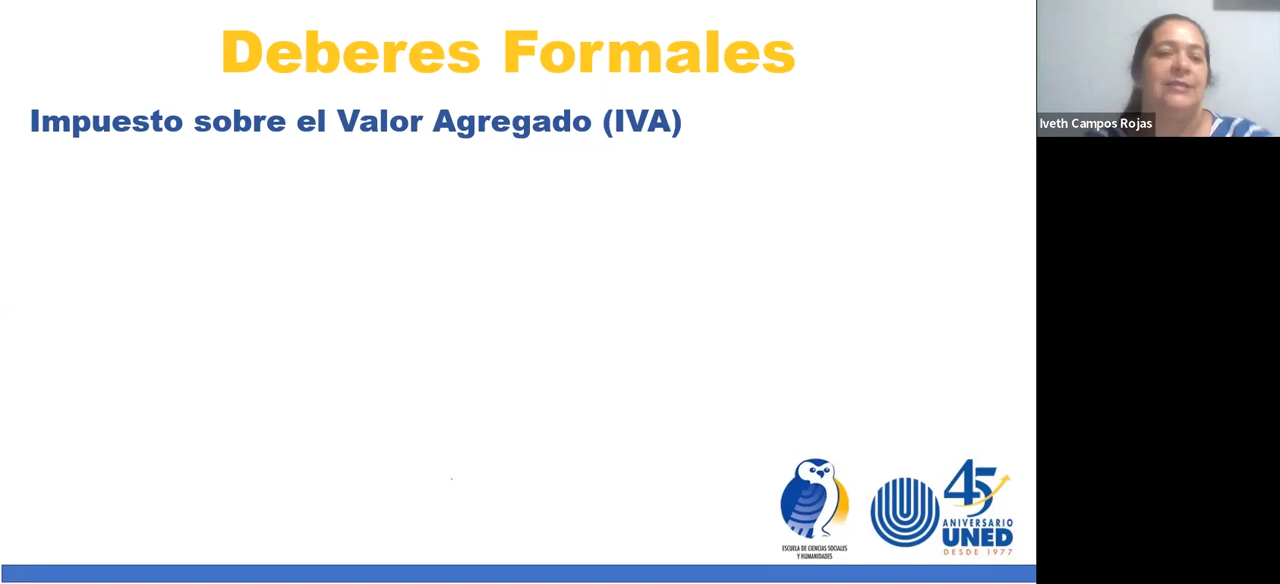 Deberes Formales
Impuesto sobre el Valor Agregado (IVA)
Iveth Campos Rojas
ESCUELA DE CIENCIAS SOCIALES
Y HUMANIDADES
45
ANIVERSARIO
UNED
DESDE 1977